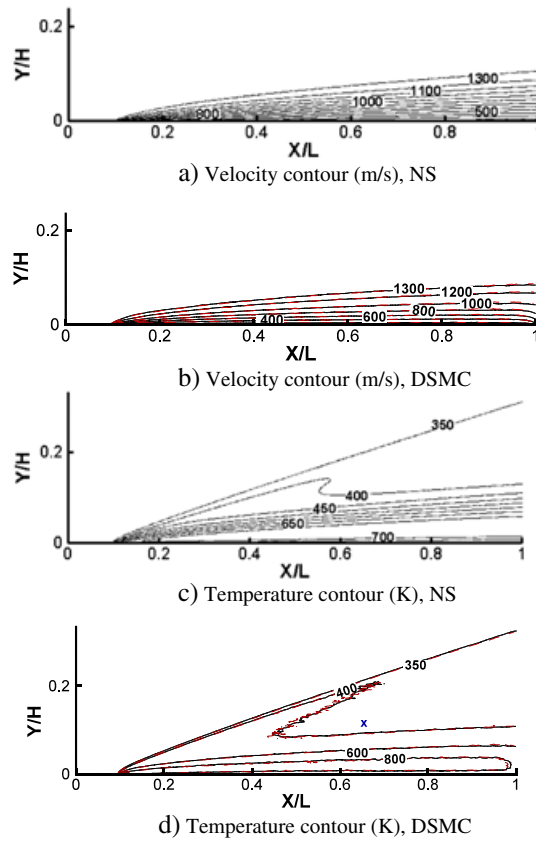 0.2
Y/H
1300
1100
1000
800
500
0
0 0.2 0.4 0.6 0.8 1
X/L
a) Velocity contour (m/s), NS
0.2
Y/H
1300
1200
1000
800
600
400
0
0 0.2 0.4 0.6 0.8 1
X/L
b) Velocity contour (m/s), DSMC
350
0.2
Y/H
400
450
650
700
0
0 0.2 0.4 0.6 0.8 1
X/L
c) Temperature contour (K), NS
350
400
0.2
Y/H
x
600
800
0
0 0.2 0.4 0.6 0.8 1
X/L
d) Temperature contour (K), DSMC